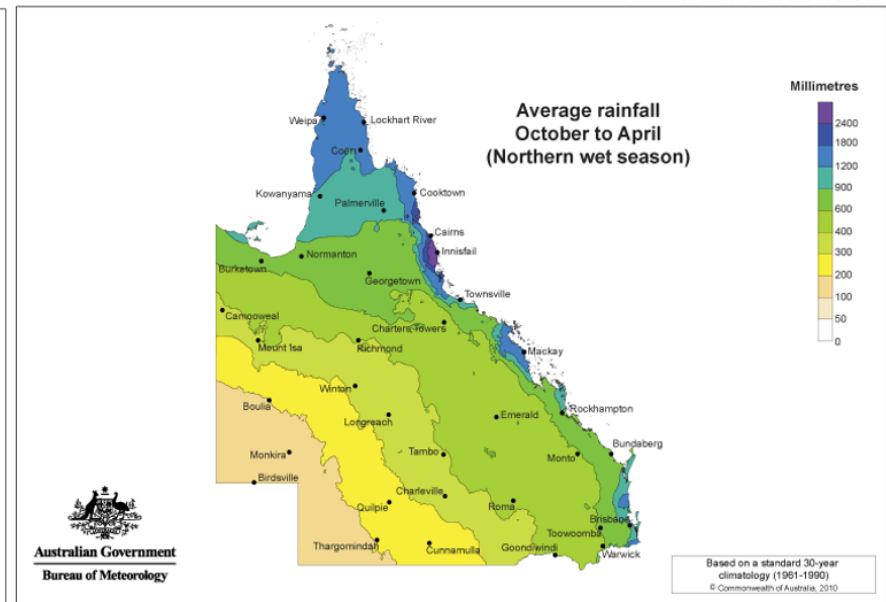 Average rainfall
October to April
(Northern wet season)
Millimetres
2400
1800
1200
900
600
400
300
200
100
50
0
Weipa
Lockhart River
Coen
Kowanyama
Cooktown
Palmerville
Cairns
Innisfail
Normanton
Burketown
Georgetown
Townsville
Camooweal
Charters Towers
Mount Isa
Richmond
Mackay
Winton
Boulia
Longreach
Emerald
Rockhampton
Monkira
Tambo
Monto
Bundaberg
Birdsville
Charleville
Quilpie
Roma
Brisbane
Toowoomba
Thargomindah
Cunnamulla
Goondiwindi
Warwick
Australian Government
Bureau of Meteorology
Based on a standard 30-year
climatology (1961-1990)
© Commonwealth of Australia, 2010